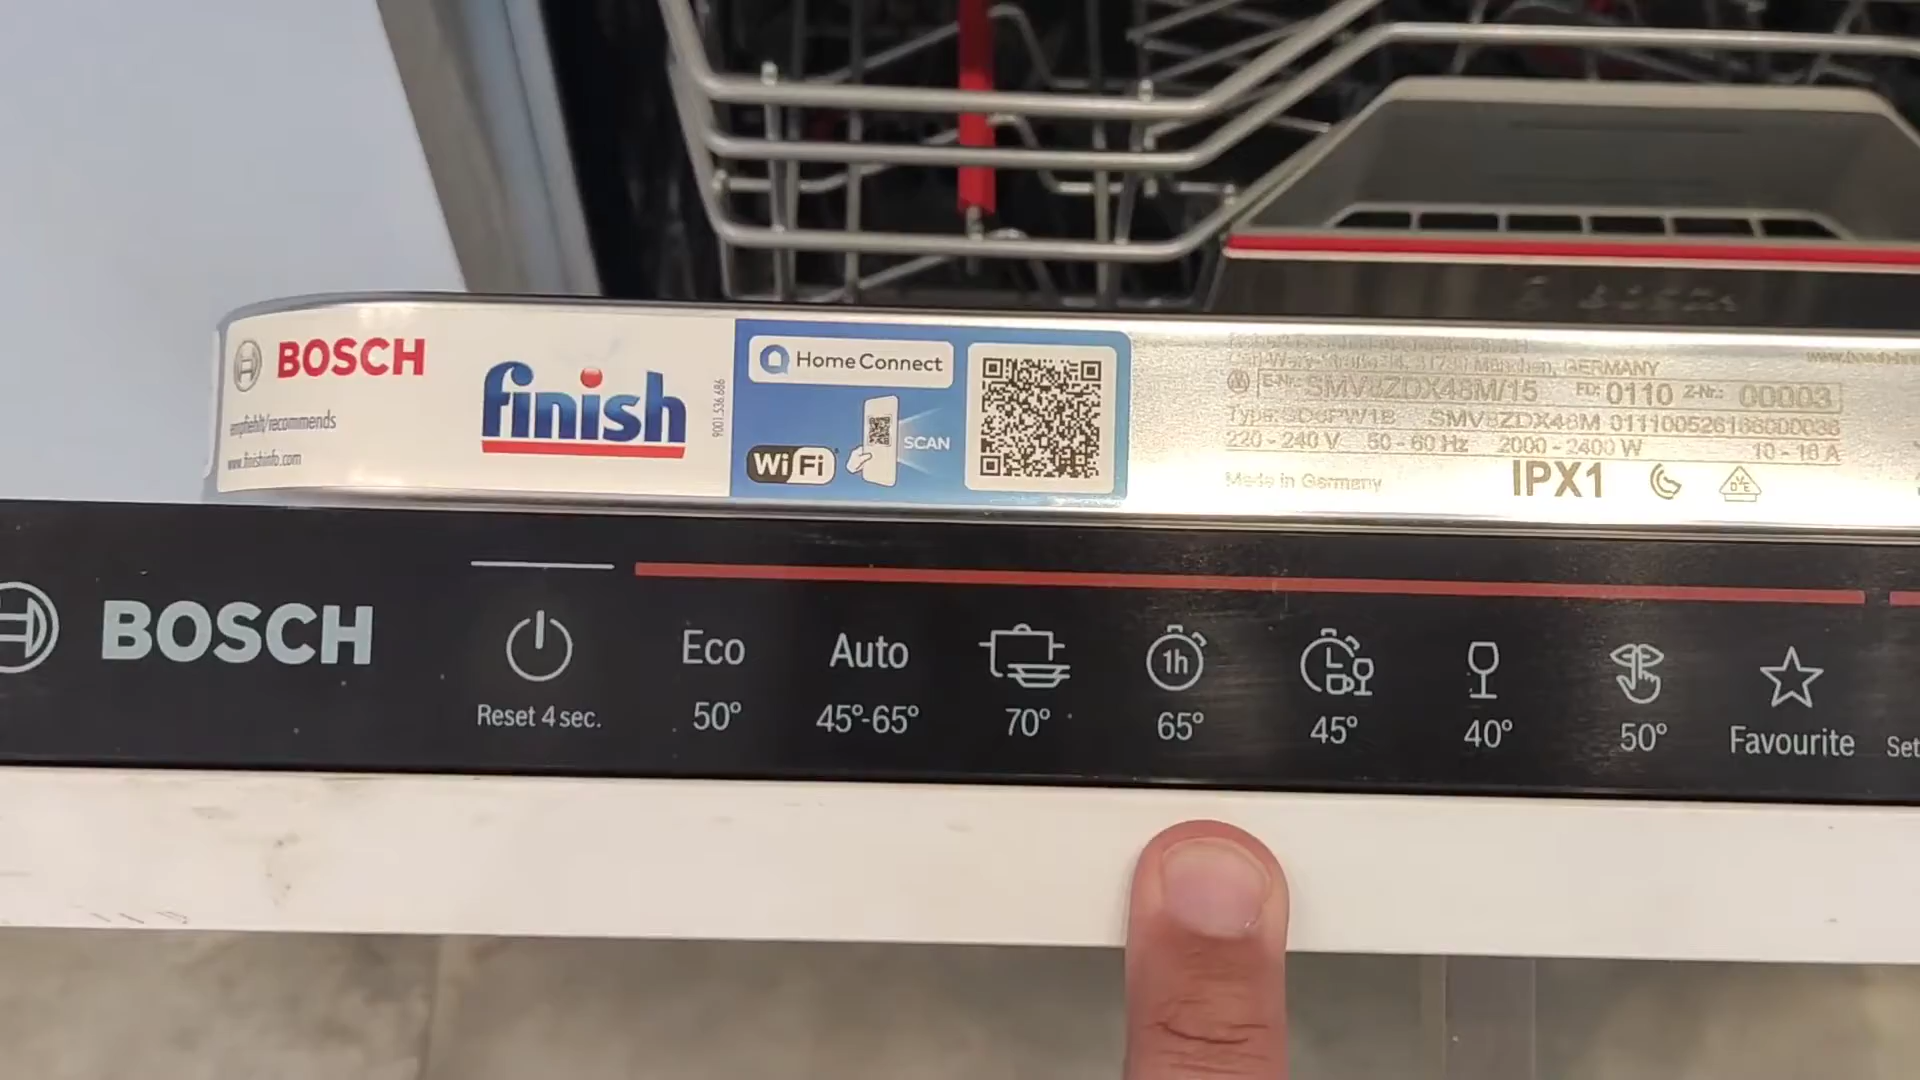 BOSCH
empfiehlt/recommends
www.finishinfo.com
finish
9001.536.686
Home Connect
WiFi
SCAN
GERMANY
E-Nr.: SMV8ZDX48M/15 FD: 0110 Z-Nr.: 00003
Type: SMV8ZDX48M
220 - 240 V 50 - 60 Hz 2000 - 2400 W 10 - 16 A
Made in Germany
IPX1
BOSCH
Reset 4 sec.
Eco
50°
Auto
45°-65°
70°
1h
65°
45°
40°
50°
Favourite